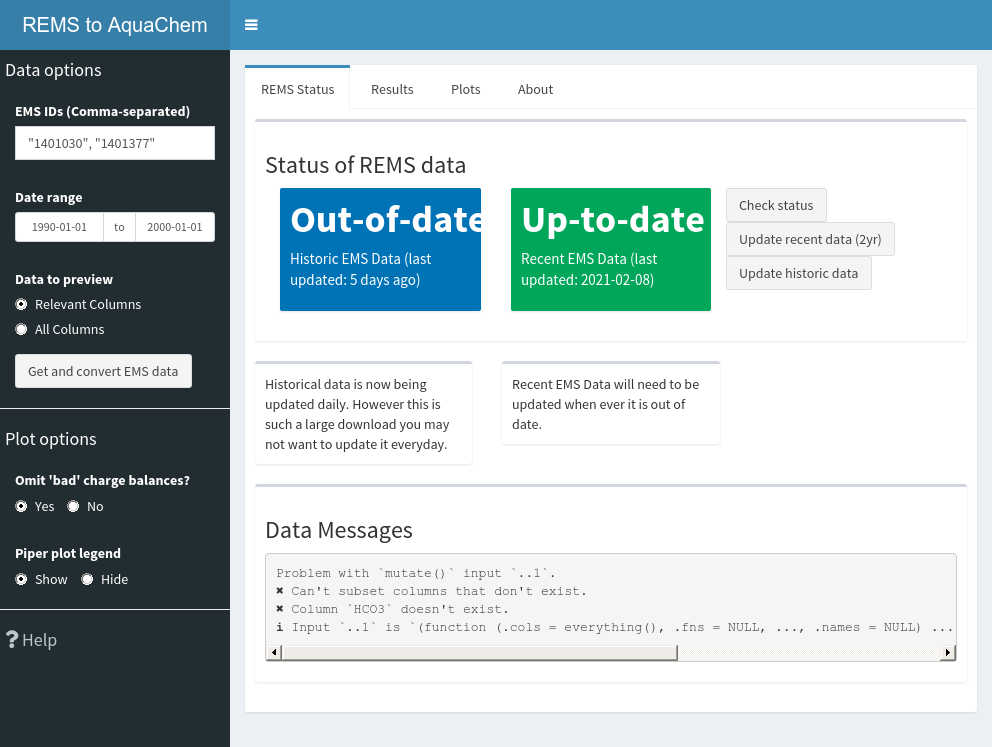 REMS to AquaChem
Data options
EMS IDs (Comma-separated)
"1401030", "1401377"
Date range
1990-01-01 to 2000-01-01
Data to preview
Relevant Columns
All Columns
Get and convert EMS data
Plot options
Omit 'bad' charge balances?
Yes No
Piper plot legend
Show Hide
Help
REMS Status Results Plots About
Status of REMS data
Out-of-date
Historic EMS Data (last
updated: 5 days ago)
Up-to-date
Recent EMS Data (last
updated: 2021-02-08)
Check status
Update recent data (2yr)
Update historic data
Historical data is now being
updated daily. However this is
such a large download you may
not want to update it everyday.
Recent EMS Data will need to be
updated when ever it is out of
date.
Data Messages
Problem with `mutate()` input `..1`.
✖ Can't subset columns that don't exist.
✖ Column `HCO3` doesn't exist.
ℹ Input `..1` is `(function (.cols = everything(), .fns = NULL, ..., .names = NULL) ...